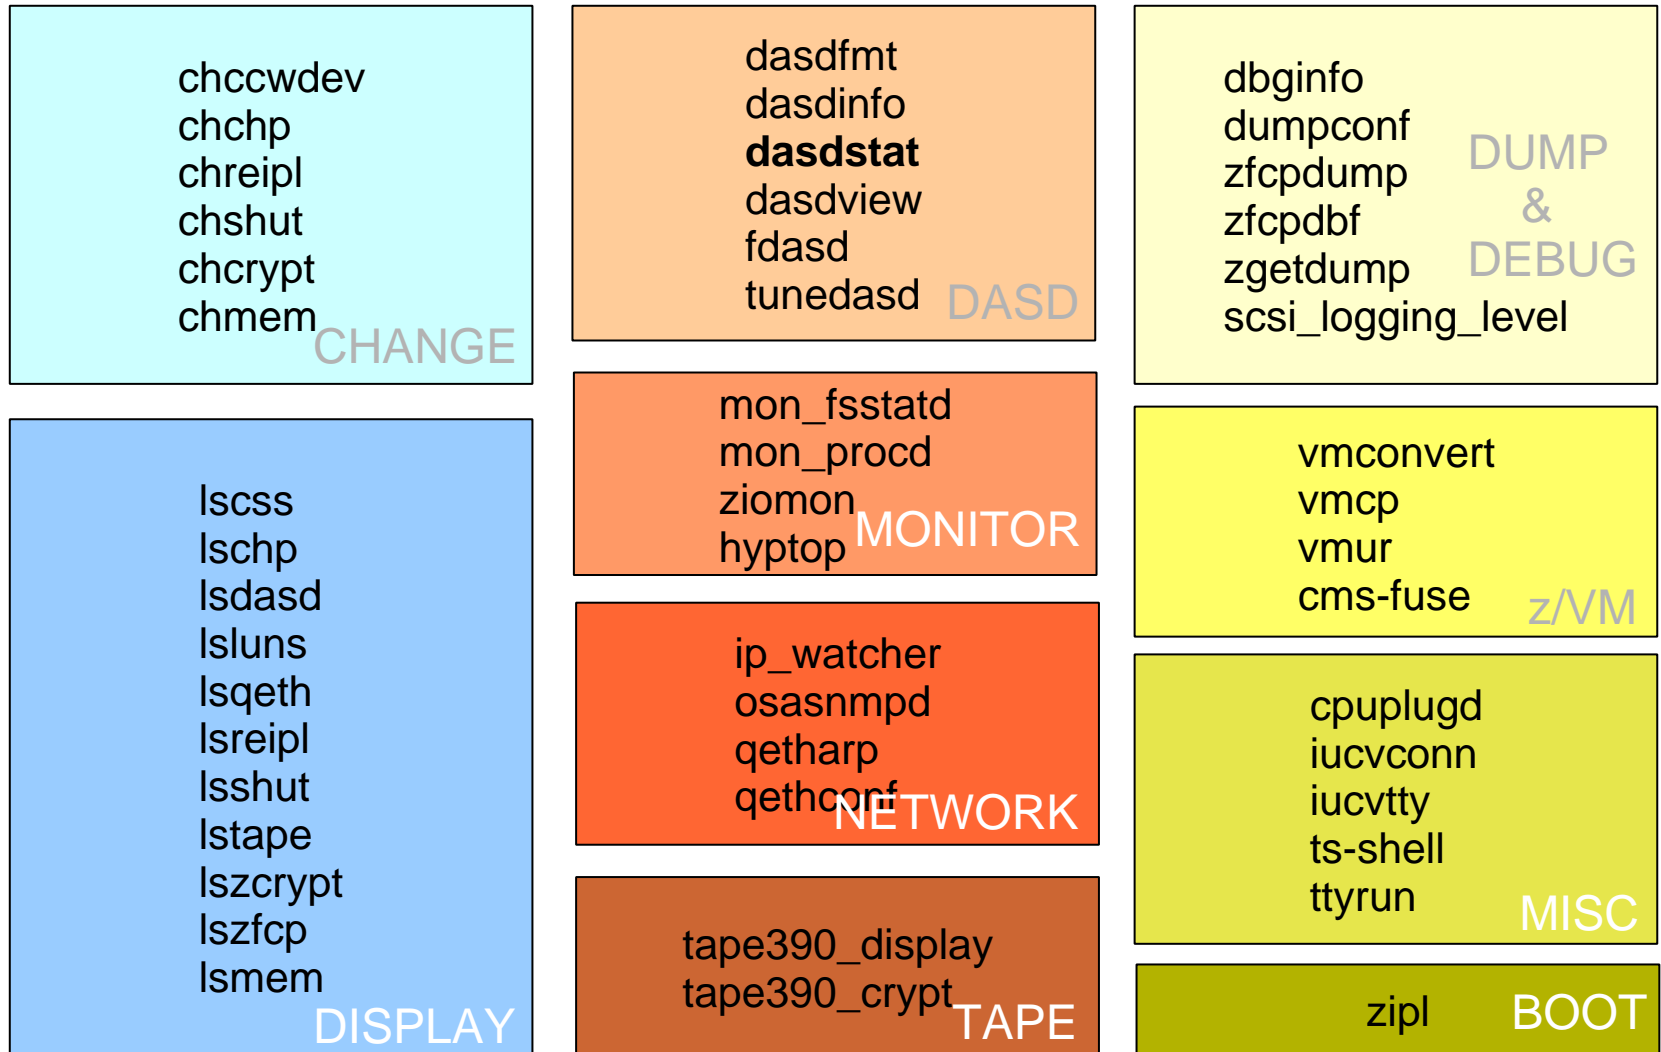 chccwdev
chchp
chreipl
chshut
chcrypt
chmem
CHANGE
lscss
lschp
lsdasd
lsluns
lsqeth
lsreipl
lsshut
lstape
lszcrypt
lszfcp
lsmem
DISPLAY
dasdfmt
dasdinfo
dasdstat
dasdview
fdasd
tunedasd
DASD
mon_fsstatd
mon_procd
ziomon
hyptop
MONITOR
ip_watcher
osasnmpd
qetharp
qethconf
NETWORK
tape390_display
tape390_crypt
TAPE
dbginfo
dumpconf
zfcpdump
zfcpdbf
zgetdump
scsi_logging_level
DUMP
&
DEBUG
vmconvert
vmcp
vmur
cms-fuse
z/VM
cpuplugd
iucvconn
iucvtty
ts-shell
ttyrun
MISC
zipl
BOOT